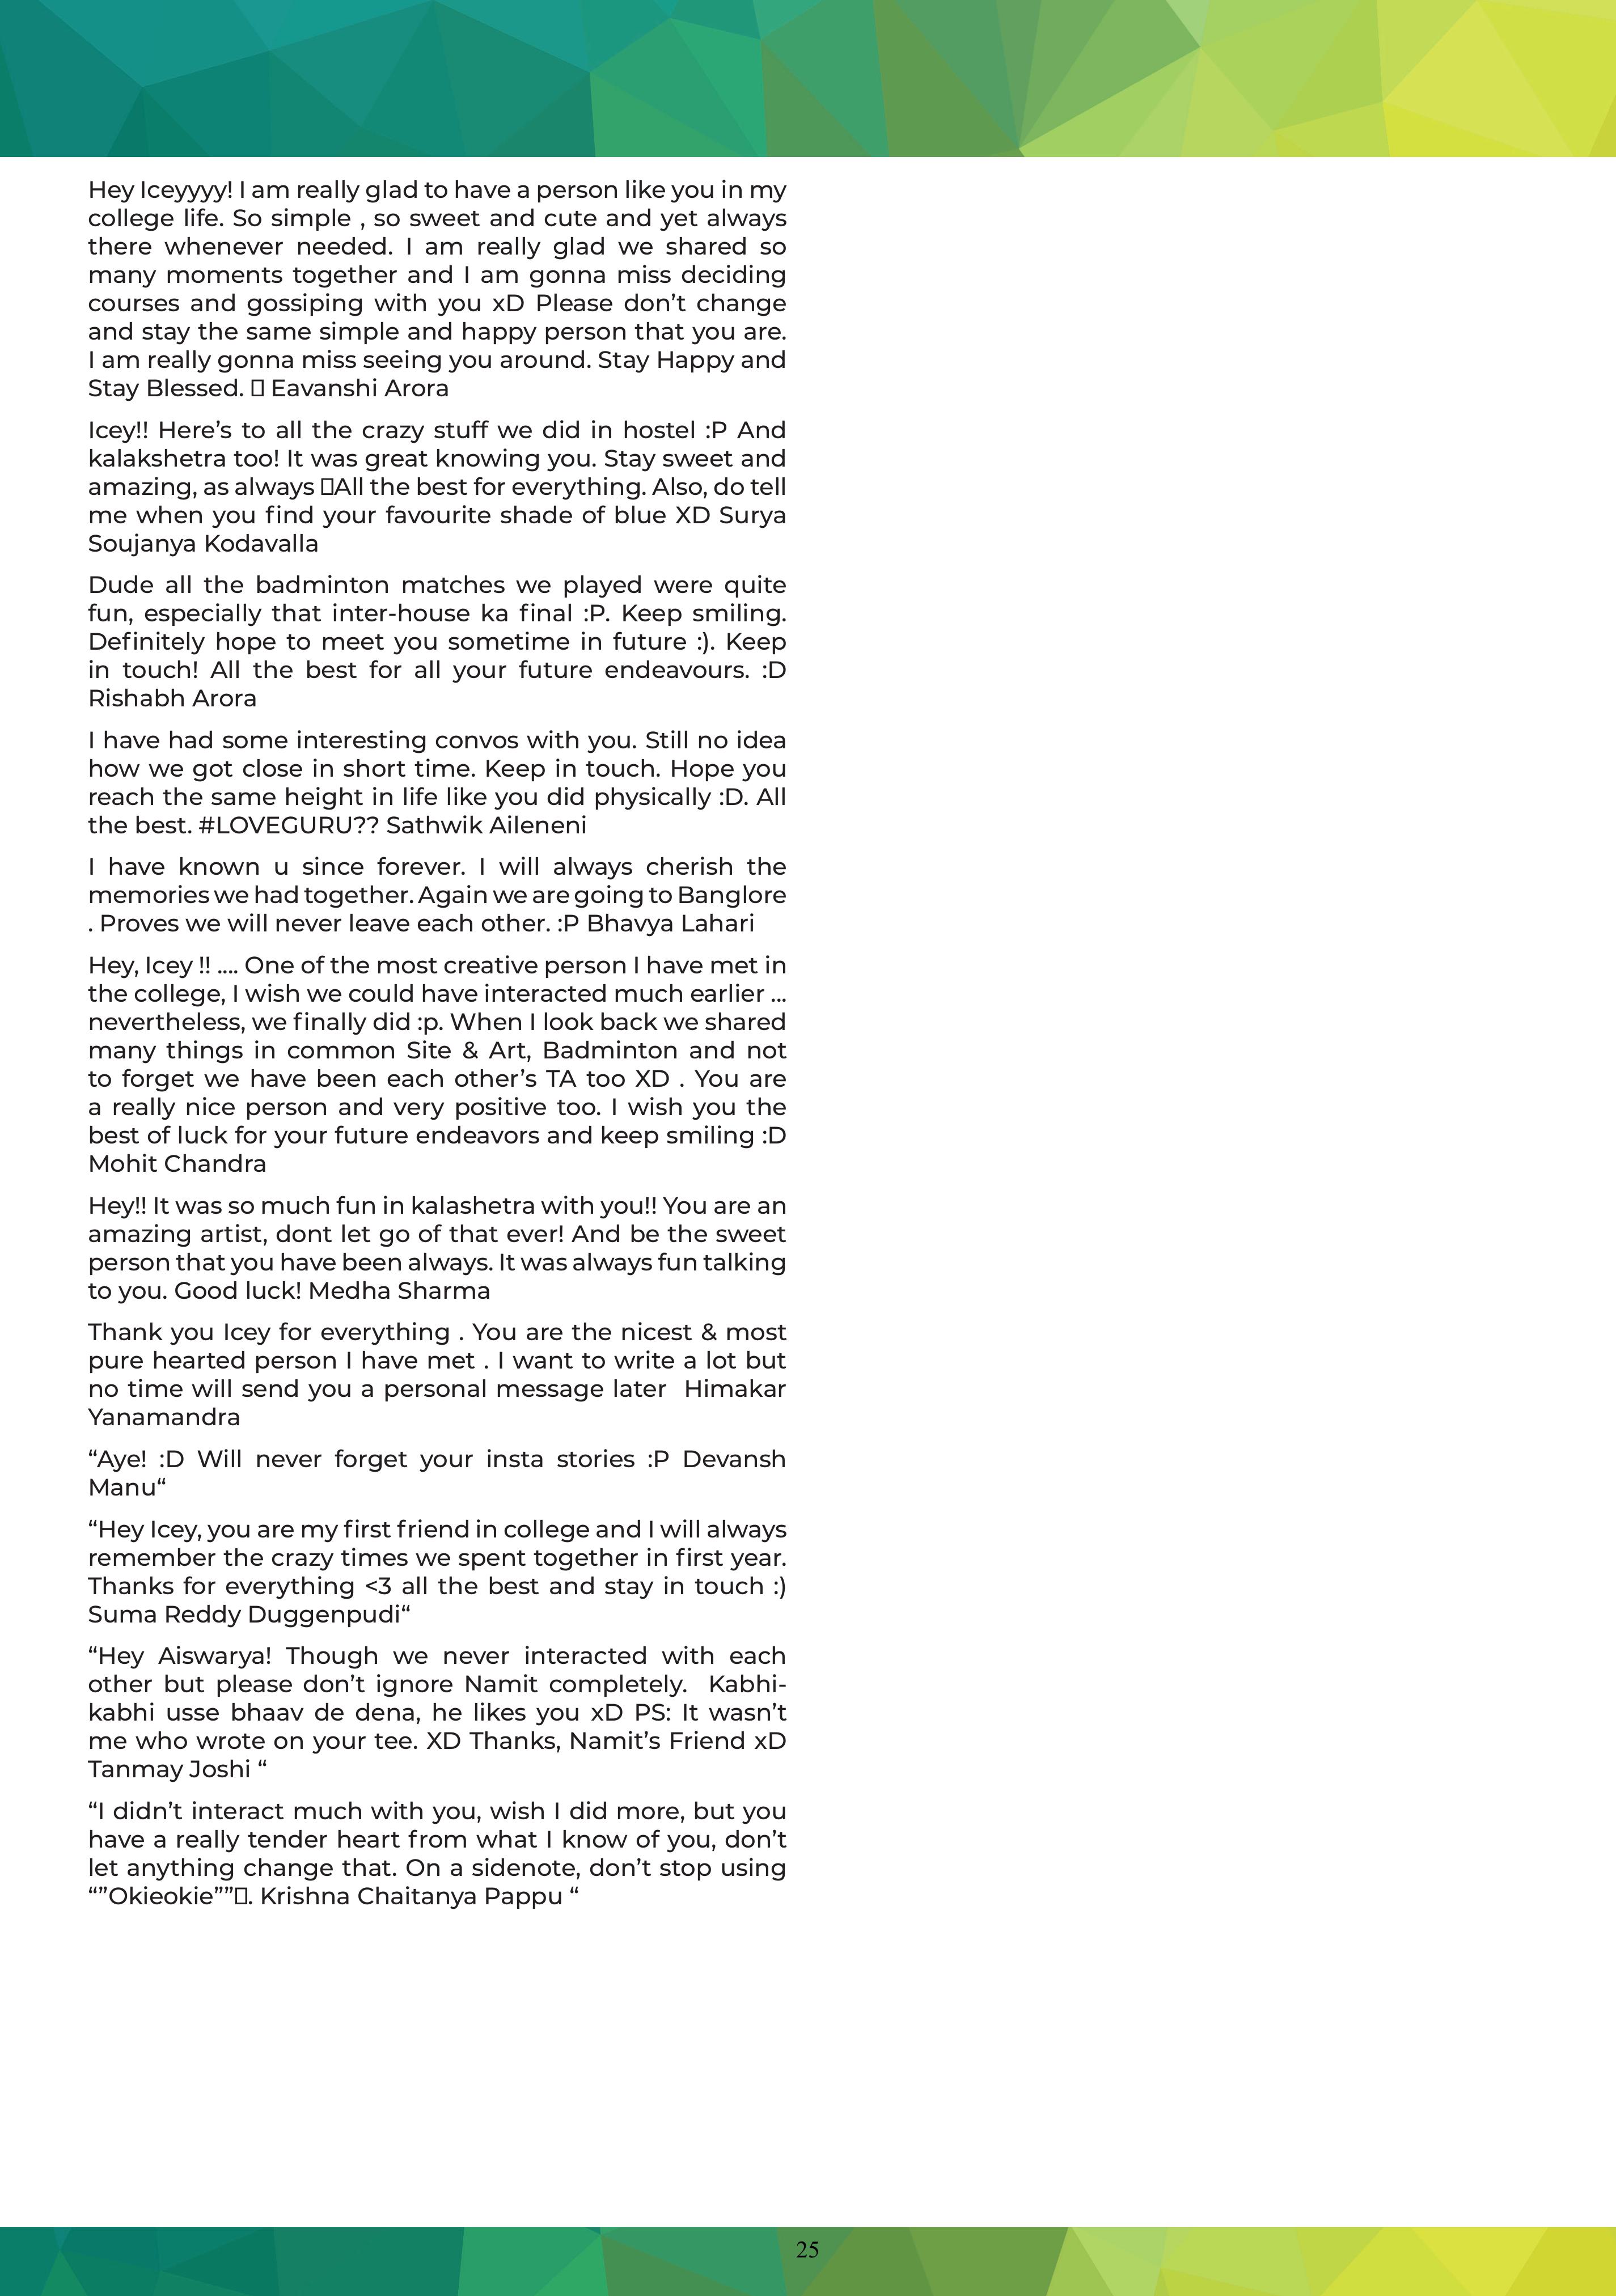 Hey Iceyyyy! I am really glad to have a person like you in my
college life. So simple , so sweet and cute and yet always
there whenever needed. I am really glad we shared so
many moments together and I am gonna miss deciding
courses and gossiping with you xD Please don’t change
and stay the same simple and happy person that you are.
I am really gonna miss seeing you around. Stay Happy and
Stay Blessed. Eavanshi Arora
Icey!! Here’s to all the crazy stuff we did in hostel :P And
kalakshetra too! It was great knowing you. Stay sweet and
amazing, as always All the best for everything. Also, do tell
me when you find your favourite shade of blue XD Surya
Soujanya Kodavalla
Dude all the badminton matches we played were quite
fun, especially that inter-house ka final :P. Keep smiling.
Definitely hope to meet you sometime in future :). Keep
in touch! All the best for all your future endeavours. :D
Rishabh Arora
I have had some interesting convos with you. Still no idea
how we got close in short time. Keep in touch. Hope you
reach the same height in life like you did physically :D. All
the best. #LOVEGURU?? Sathwik Aileneni
I have known u since forever. I will always cherish the
memories we had together. Again we are going to Banglore
. Proves we will never leave each other. :P Bhavya Lahari
Hey, Icey !! .... One of the most creative person I have met in
the college, I wish we could have interacted much earlier ...
nevertheless, we finally did :p. When I look back we shared
many things in common Site & Art, Badminton and not
to forget we have been each other’s TA too XD . You are
a really nice person and very positive too. I wish you the
best of luck for your future endeavors and keep smiling :D
Mohit Chandra
Hey!! It was so much fun in kalashetra with you!! You are an
amazing artist, dont let go of that ever! And be the sweet
person that you have been always. It was always fun talking
to you. Good luck! Medha Sharma
Thank you Icey for everything . You are the nicest & most
pure hearted person I have met . I want to write a lot but
no time will send you a personal message later Himakar
Yanamandra
“Aye! :D Will never forget your insta stories :P Devansh
Manu“
“Hey Icey, you are my first friend in college and I will always
remember the crazy times we spent together in first year.
Thanks for everything <3 all the best and stay in touch :)
Suma Reddy Duggenpudi“
“Hey Aiswarya! Though we never interacted with each
other but please don’t ignore Namit completely. Kabhi-
kabhi usse bhaav de dena, he likes you xD PS: It wasn’t
me who wrote on your tee. XD Thanks, Namit’s Friend xD
Tanmay Joshi “
“I didn’t interact much with you, wish I did more, but you
have a really tender heart from what I know of you, don’t
let anything change that. On a sidenote, don’t stop using
“”Okieokie””. Krishna Chaitanya Pappu “
25